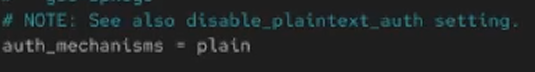 # NOTE: See also disable_plaintext_auth setting.
auth_mechanisms = plain